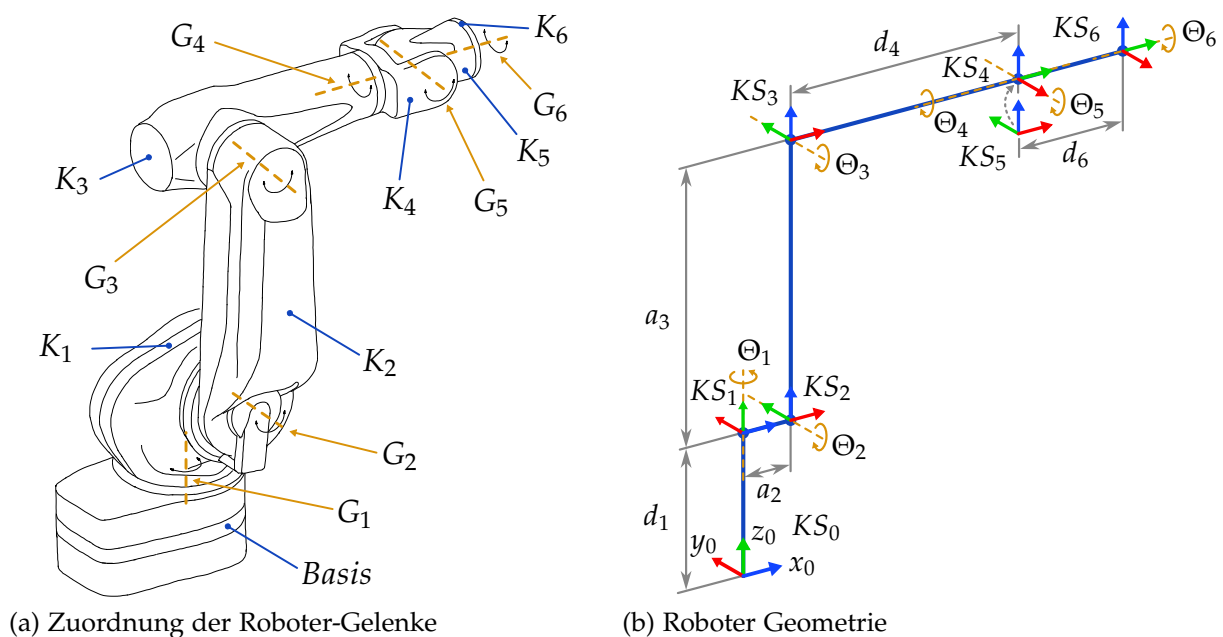 G₄
K₆
G₆
K₅
K₃
K₄
G₅
G₃
K₁
K₂
G₂
G₁
Basis
(a) Zuordnung der Roboter-Gelenke
d₄
KS₆
Θ₆
KS₃
KS₄
Θ₅
Θ₄
Θ₃
KS₅
d₆
a₃
Θ₁
KS₁
KS₂
Θ₂
a₂
d₁
KS₀
y₀
z₀
x₀
(b) Roboter Geometrie